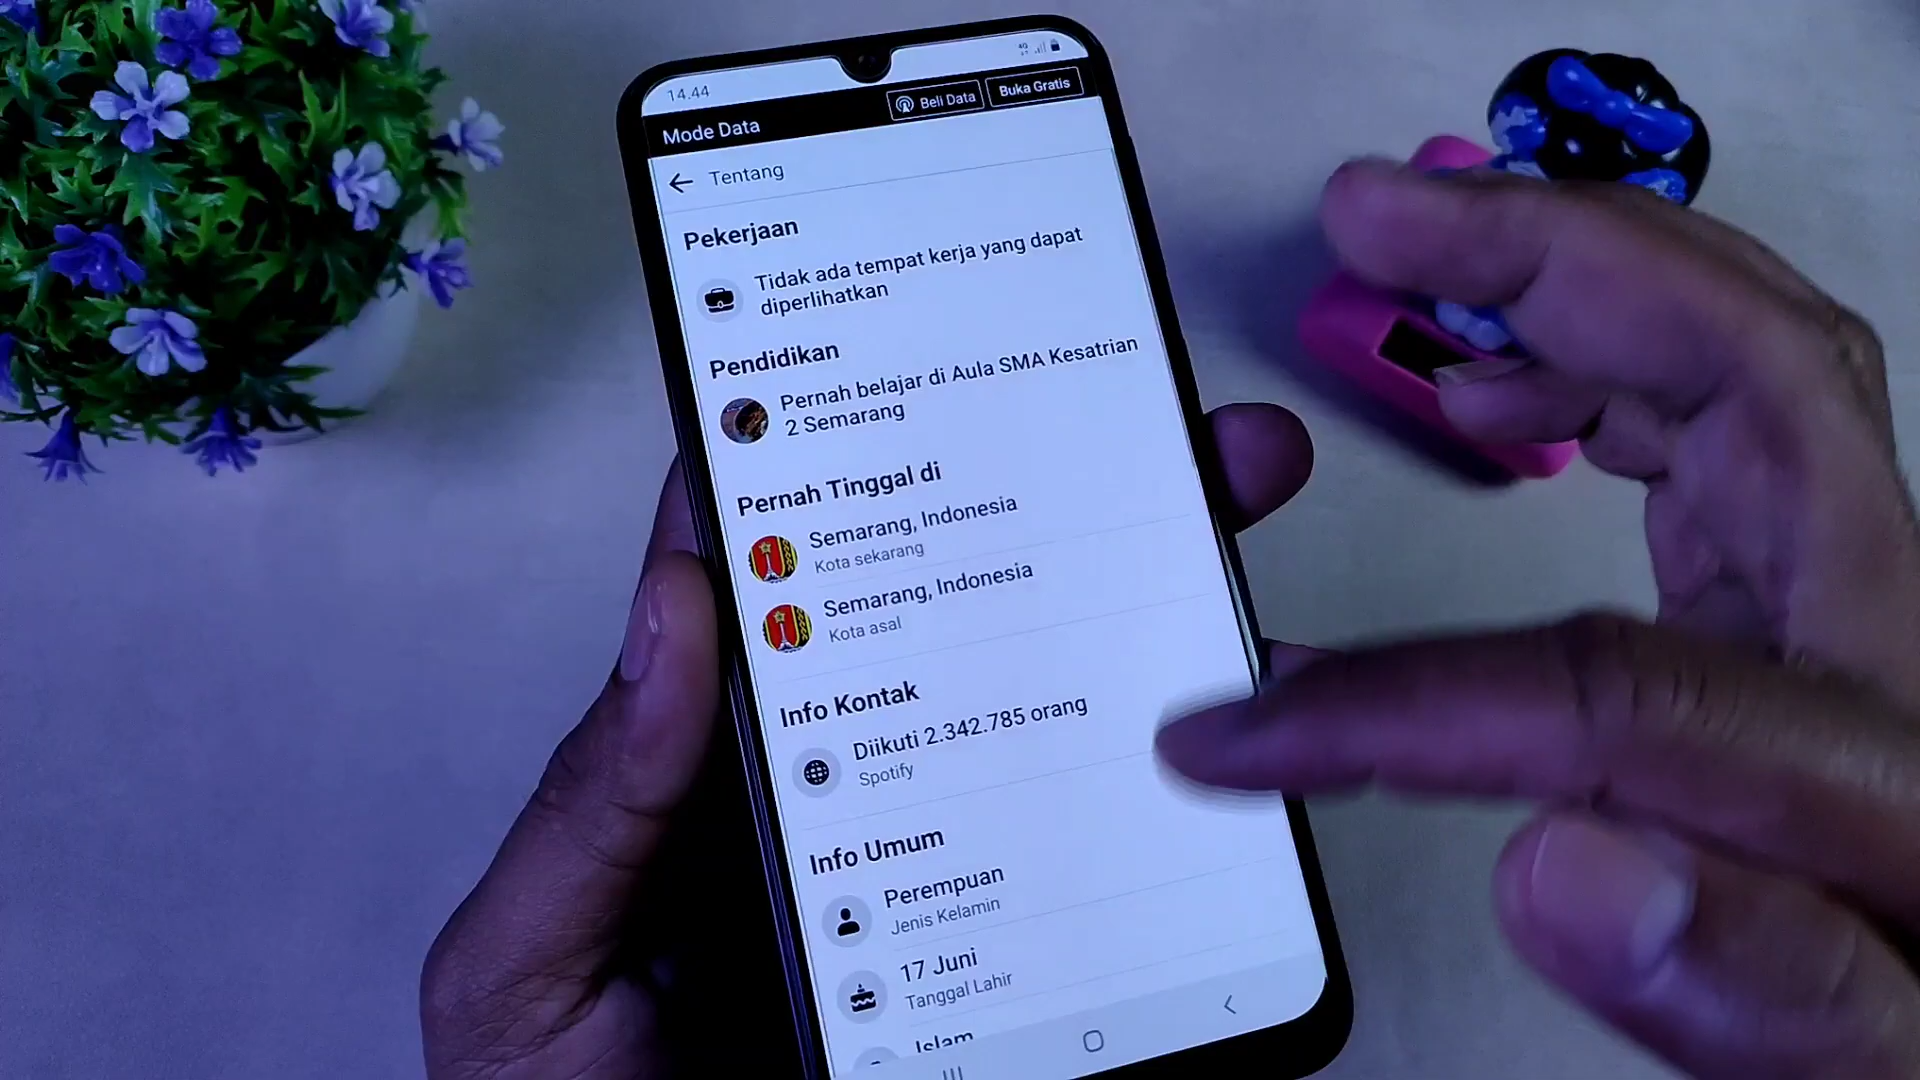 14.44
4G
Mode Data
Beli Data
Buka Gratis
Tentang
Pekerjaan
Tidak ada tempat kerja yang dapat
diperlihatkan
Pendidikan
Pernah belajar di Aula SMA Kesatrian
2 Semarang
Pernah Tinggal di
Semarang, Indonesia
Kota sekarang
Semarang, Indonesia
Kota asal
Info Kontak
Diikuti 2.342.785 orang
Spotify
Info Umum
Perempuan
Jenis Kelamin
17 Juni
Tanggal Lahir
Islam